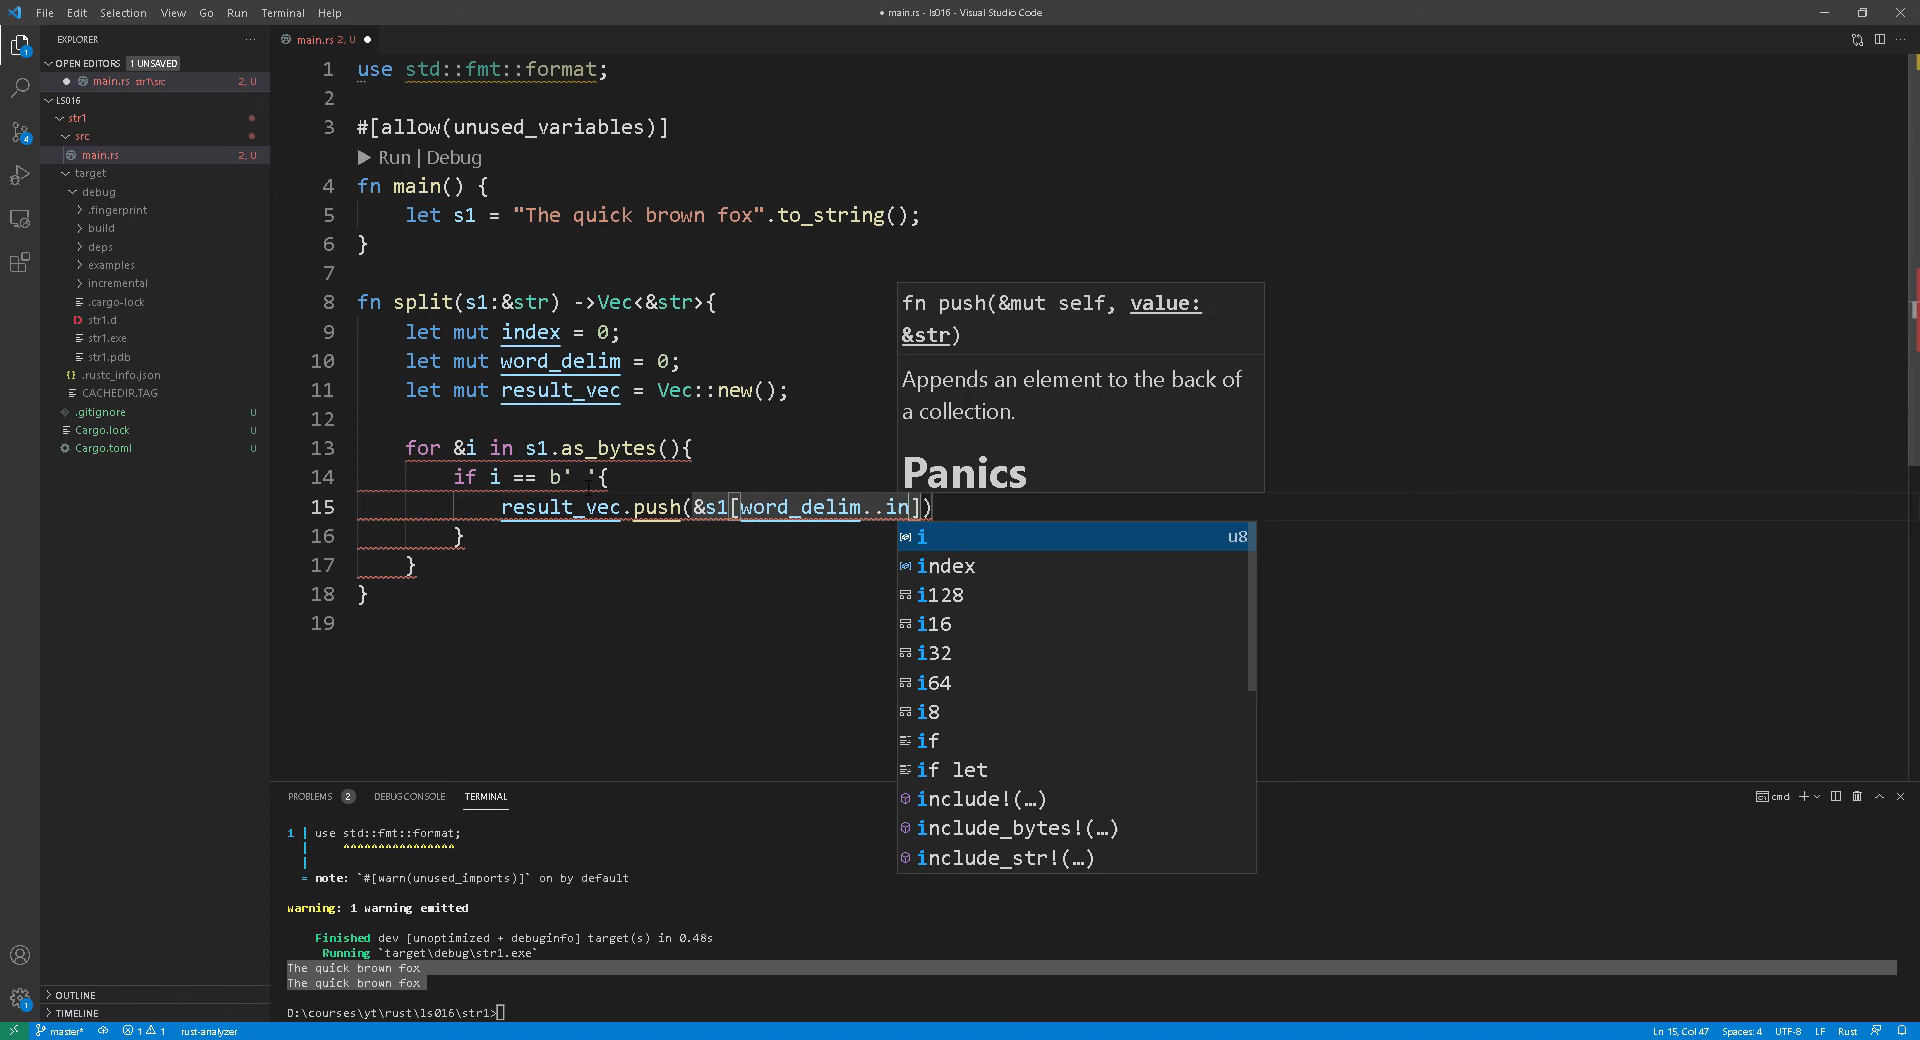 File Edit Selection View Go Run Terminal Help
● main.rs - ls016 - Visual Studio Code
EXPLORER
OPEN EDITORS 1 UNSAVED
main.rs str1\src 2, U
LS016
str1
src
main.rs 2, U
target
debug
.fingerprint
build
deps
examples
incremental
.cargo-lock
str1.d
str1.exe
str1.pdb
.rustc_info.json
CACHEDIR.TAG
.gitignore U
Cargo.lock U
Cargo.toml U
OUTLINE
TIMELINE
main.rs 2, U
1 use std::fmt::format;
2
3 #[allow(unused_variables)]
Run | Debug
4 fn main() {
5 let s1 = "The quick brown fox".to_string();
6 }
7
8 fn split(s1:&str) ->Vec<&str>{
9 let mut index = 0;
10 let mut word_delim = 0;
11 let mut result_vec = Vec::new();
12
13 for &i in s1.as_bytes(){
14 if i == b' '{
15 result_vec.push(&s1[word_delim..in])
16 }
17 }
18 }
19
fn push(&mut self, value:
&str)
Appends an element to the back of
a collection.
Panics
i u8
index
i128
i16
i32
i64
i8
if
if let
include!(…)
include_bytes!(…)
include_str!(…)
PROBLEMS 2 DEBUG CONSOLE TERMINAL
cmd
1 | use std::fmt::format;
| ^^^^^^^^^^^^^^^^
|
= note: `#[warn(unused_imports)]` on by default
warning: 1 warning emitted
Finished dev [unoptimized + debuginfo] target(s) in 0.48s
Running `target\debug\str1.exe`
The quick brown fox
The quick brown fox
D:\courses\yt\rust\ls016\str1>
master* 1 1 rust-analyzer
Ln 15, Col 47 Spaces: 4 UTF-8 LF Rust
1
4
1